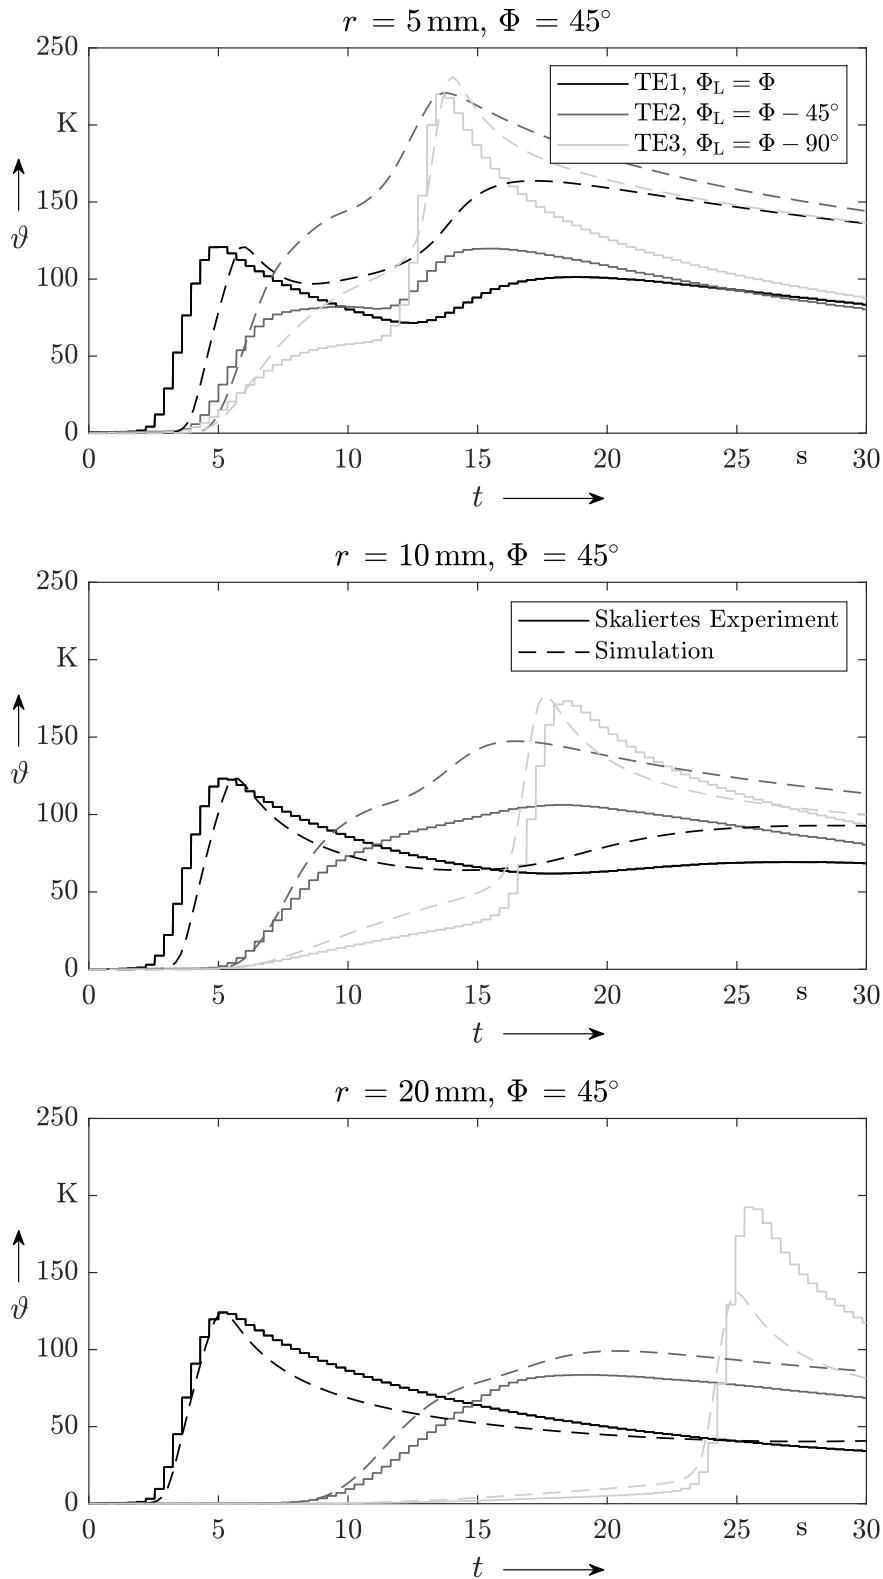 r = 5 mm, Φ = 45°
250
K
150
100
50
0
ϑ
TE1, Φ_L = Φ
TE2, Φ_L = Φ − 45°
TE3, Φ_L = Φ − 90°
0 5 10 15 20 25 s 30
t
r = 10 mm, Φ = 45°
250
K
150
100
50
0
ϑ
Skaliertes Experiment
Simulation
0 5 10 15 20 25 s 30
t
r = 20 mm, Φ = 45°
250
K
150
100
50
0
ϑ
0 5 10 15 20 25 s 30
t